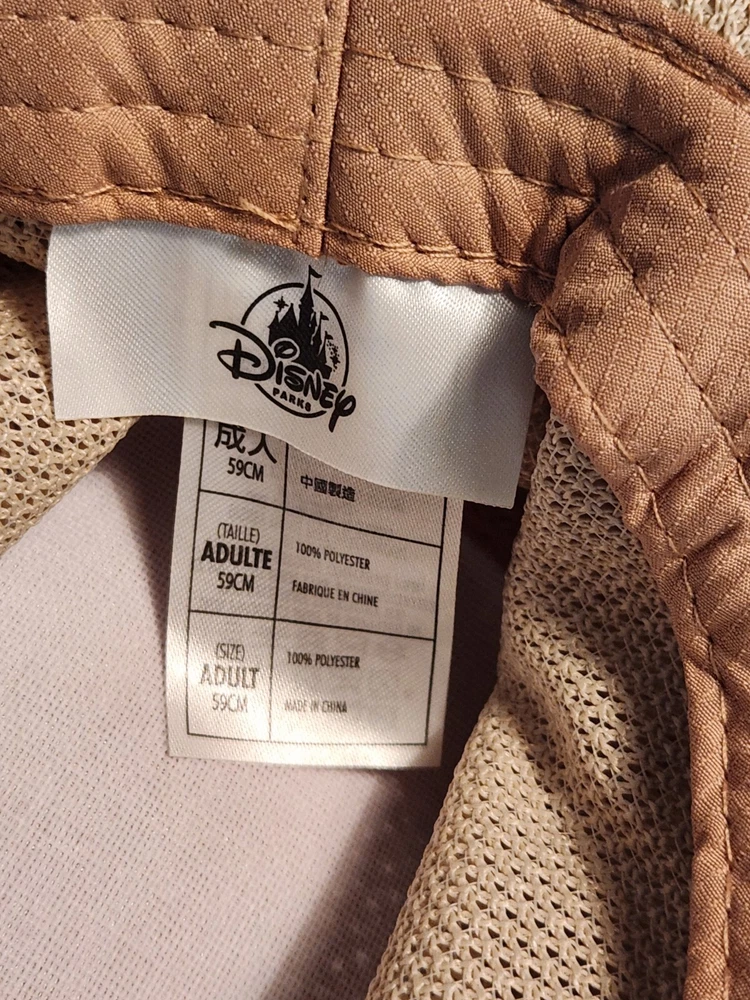 Disney
PARKS
成人
59CM
中國製造
(TAILLE)
ADULTE
59CM
100% POLYESTER
FABRIQUE EN CHINE
(SIZE)
ADULT
59CM
100% POLYESTER
MADE IN CHINA